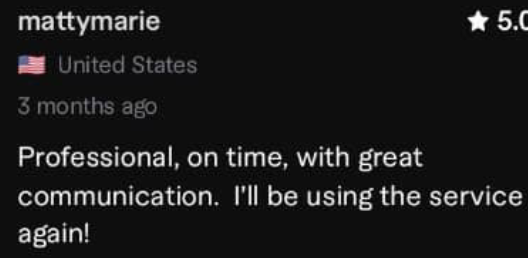 mattymarie
★ 5.0
United States
3 months ago
Professional, on time, with great
communication.  I'll be using the service
again!